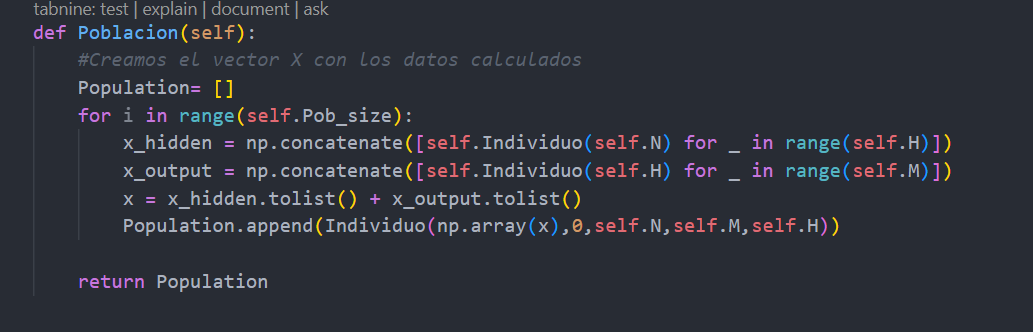 tabnine: test | explain | document | ask
def Poblacion(self):
#Creamos el vector X con los datos calculados
Population= []
for i in range(self.Pob_size):
x_hidden = np.concatenate([self.Individuo(self.N) for _ in range(self.H)])
x_output = np.concatenate([self.Individuo(self.H) for _ in range(self.M)])
x = x_hidden.tolist() + x_output.tolist()
Population.append(Individuo(np.array(x),0,self.N,self.M,self.H))
return Population